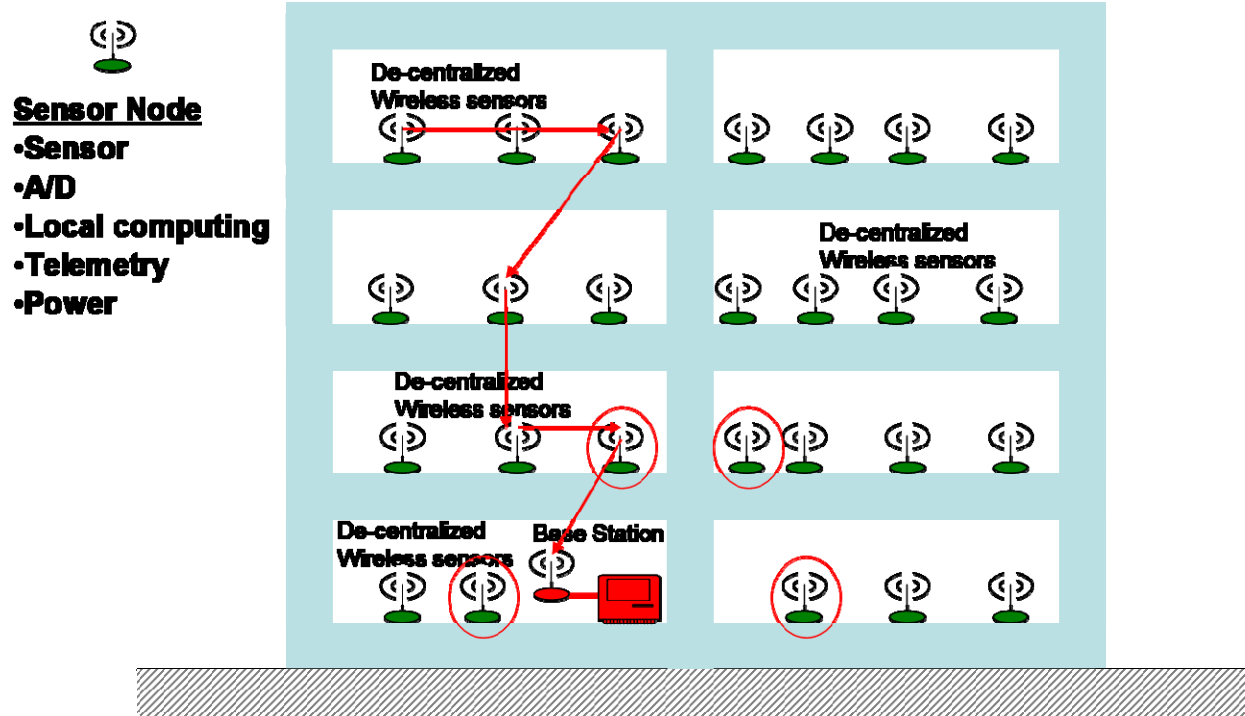 Sensor Node
•Sensor
•A/D
•Local computing
•Telemetry
•Power
De-centralized
Wireless sensors
De-centralized
Wireless sensors
De-centralized
Wireless sensors
De-centralized
Wireless sensors
Base Station